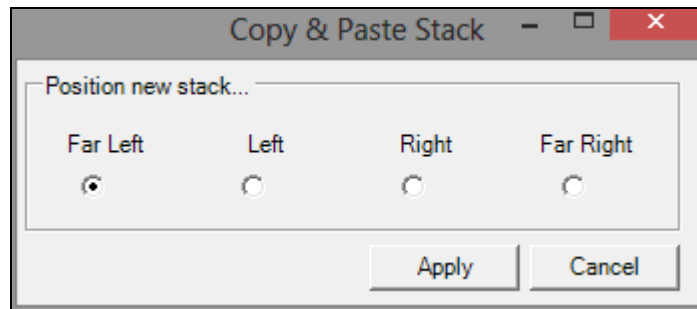 Copy & Paste Stack
Position new stack...
Far Left Left Right Far Right
Apply Cancel